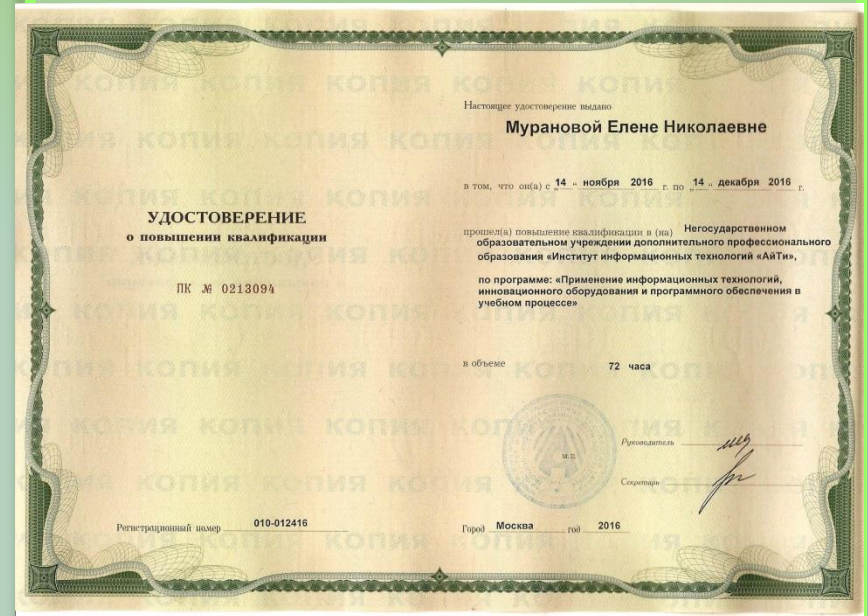 УДОСТОВЕРЕНИЕ
о повышении квалификации
ПК № 0213094
Регистрационный номер 010-012416
Настоящее удостоверение выдано
Мурановой Елене Николаевне
в том, что он(а) с „14 „ ноября 2016 г. по „14 „ декабря 2016 г.
прошел(а) повышение квалификации в (на) Негосударственном
образовательном учреждении дополнительного профессионального
образования «Институт информационных технологий «АйТи»,
по программе: «Применение информационных технологий,
инновационного оборудования и программного обеспечения в
учебном процессе»
в объеме 72 часа
Руководитель
М.П.
Секретарь
Город Москва год 2016
КОПИЯ